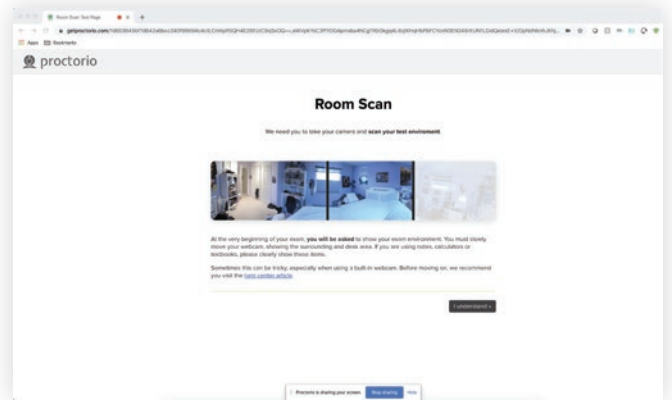 Room Scan Test Page
Apps
Bookmarks
proctorio
Room Scan
We need you to take your camera and scan your test enviroment.
At the very beginning of your exam, you will be asked to show your exam environment. You must slowly
move your webcam, showing the surrounding and desk area. If you are using notes, calculators or
textbooks, please clearly show those items.
Sometimes this can be tricky, especially when using a built-in webcam. Before moving on, we recommend
you visit the help center article.
I understand »
Proctorio is sharing your screen.
Stop sharing
Hide